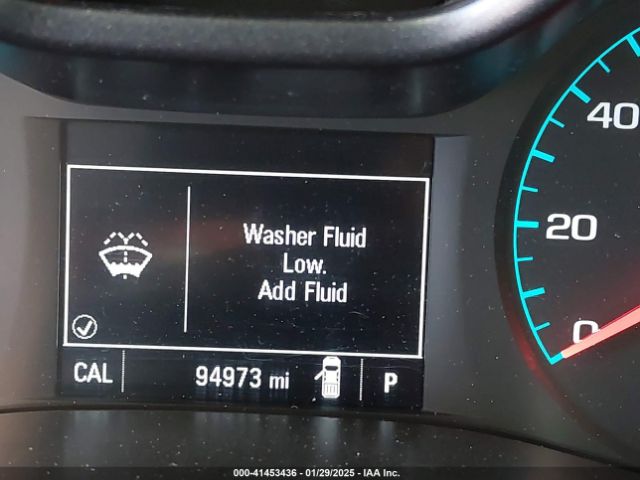 40
Washer Fluid
Low.
Add Fluid
20
0
CAL
94973 mi
P
000-41453436 - 01/29/2025 - IAA Inc.